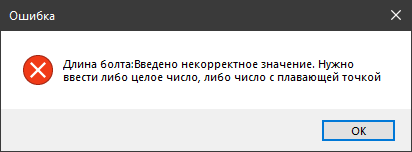 Ошибка
Длина болта:Введено некорректное значение. Нужно
ввести либо целое число, либо число с плавающей точкой
OK